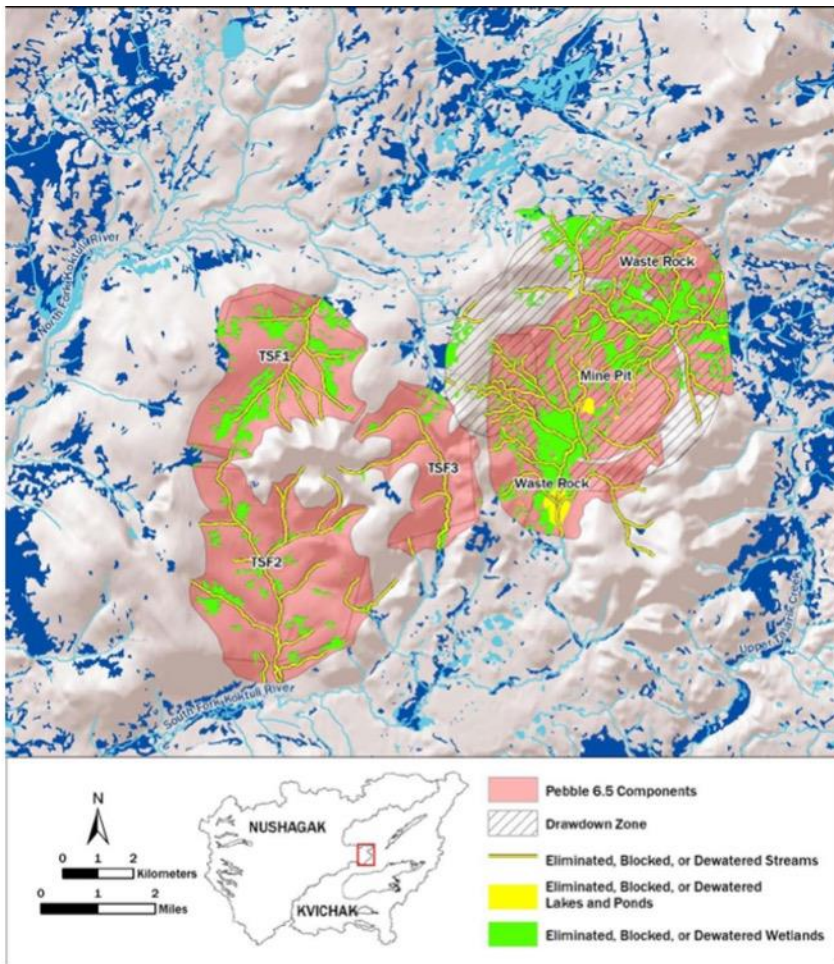 North Fork Koktuli River
Waste Rock
TSF1
Mine Pit
TSF3
Waste Rock
TSF2
Upper Talarik Creek
South Fork Koktuli River
N
0 1 2
Kilometers
0 1 2
Miles
NUSHAGAK
KVICHAK
Pebble 6.5 Components
Drawdown Zone
Eliminated, Blocked, or Dewatered Streams
Eliminated, Blocked, or Dewatered
Lakes and Ponds
Eliminated, Blocked, or Dewatered Wetlands